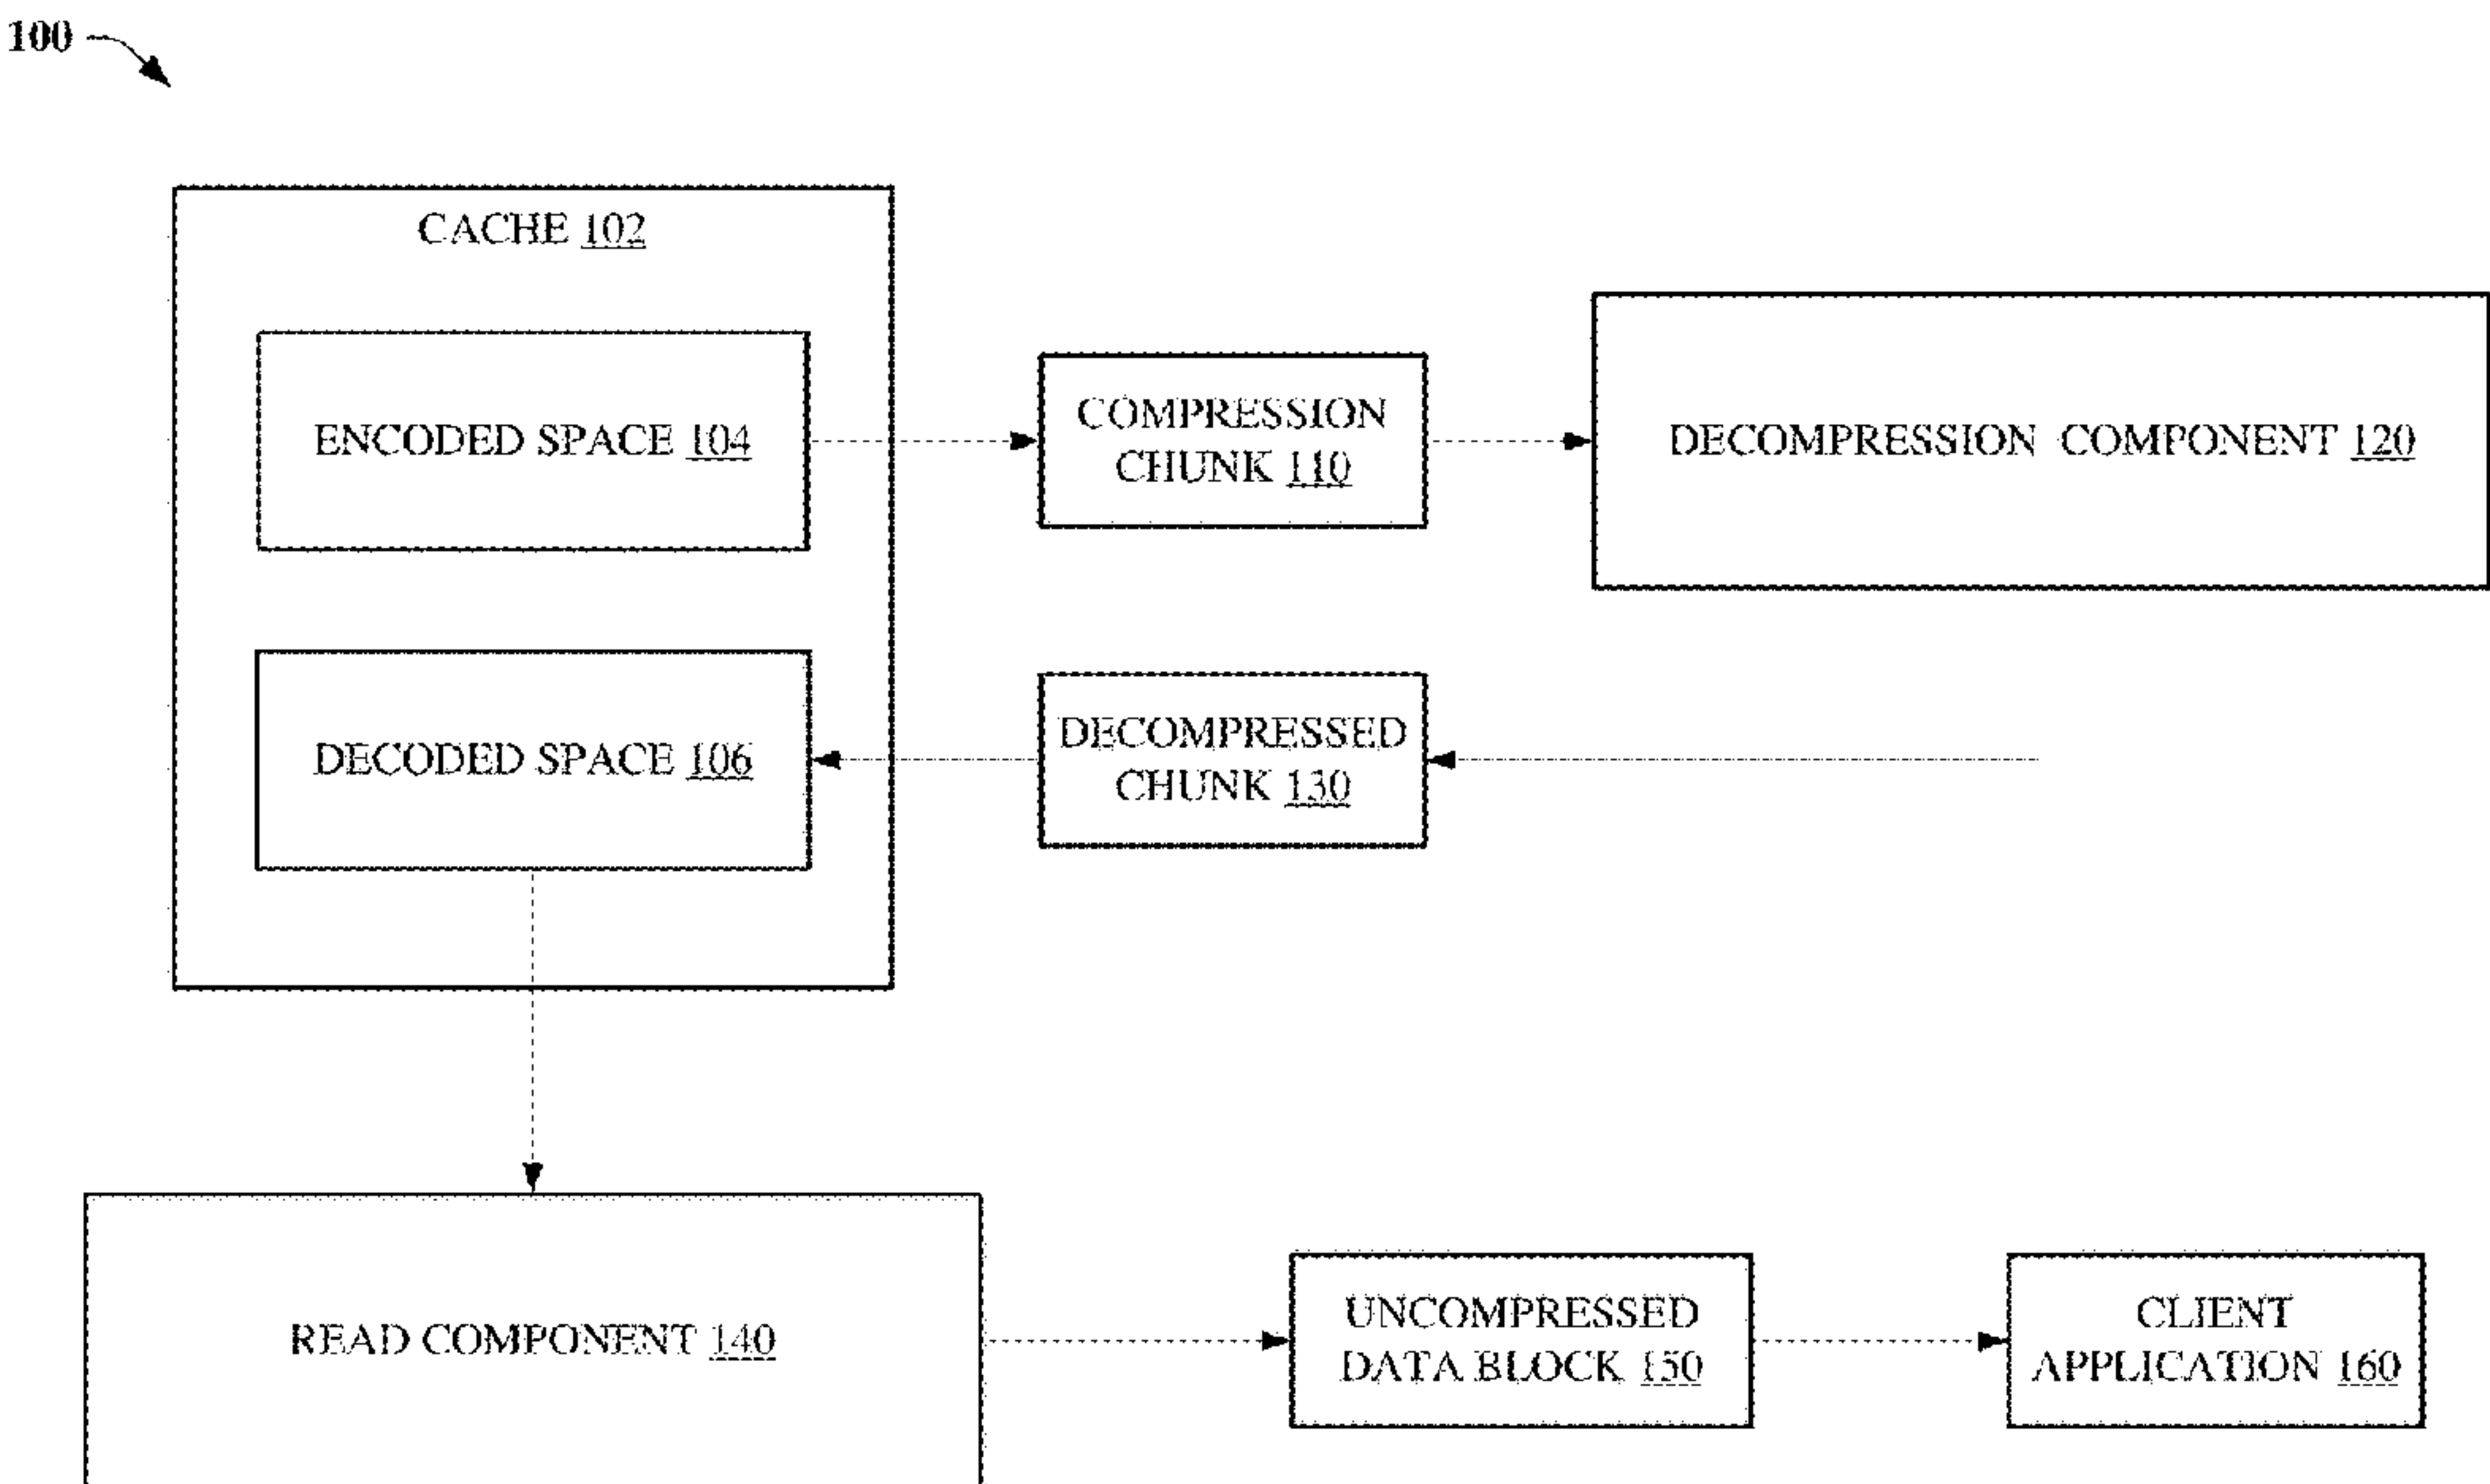 100
CACHE 102
ENCODED SPACE 104
COMPRESSION
CHUNK 110
DECOMPRESSION COMPONENT 120
DECODED SPACE 106
DECOMPRESSED
CHUNK 130
READ COMPONENT 140
UNCOMPRESSED
DATA BLOCK 150
CLIENT
APPLICATION 160